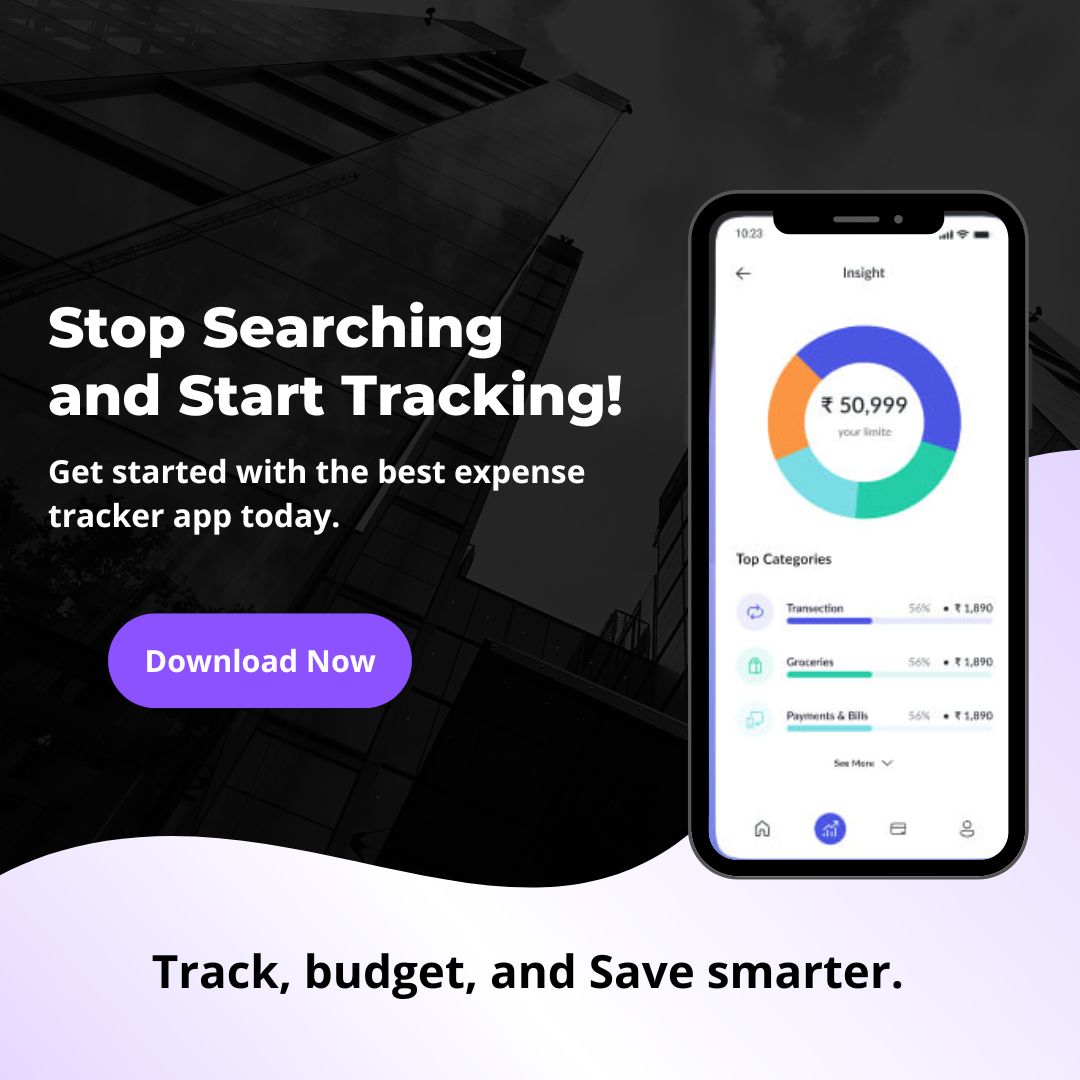 Stop Searching
and Start Tracking!
Get started with the best expense
tracker app today.
Download Now
10:23
Insight
₹ 50,999
your limite
Top Categories
Transection 56% • ₹ 1,890
Groceries 56% • ₹ 1,890
Payments & Bills 56% • ₹ 1,890
See More
Track, budget, and Save smarter.